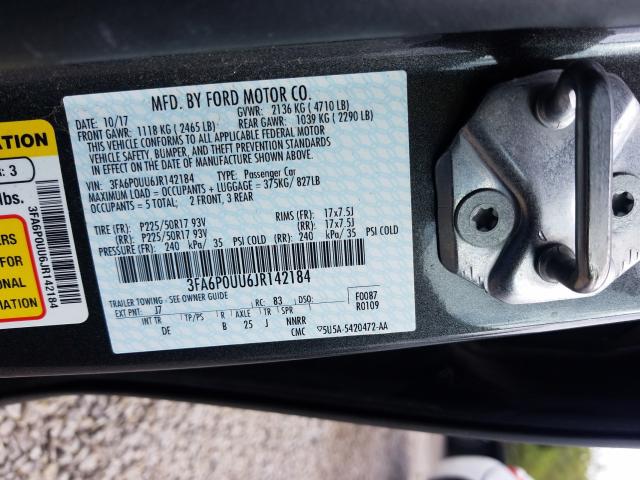 MFD. BY FORD MOTOR CO.
DATE: 10/17 GVWR: 2136 KG ( 4710 LB)
FRONT GAWR: 1118 KG ( 2465 LB) REAR GAWR: 1039 KG ( 2290 LB)
THIS VEHICLE CONFORMS TO ALL APPLICABLE FEDERAL MOTOR
VEHICLE SAFETY, BUMPER, AND THEFT PREVENTION STANDARDS
IN EFFECT ON THE DATE OF MANUFACTURE SHOWN ABOVE.
VIN: 3FA6P0UU6JR142184 TYPE: Passenger Car
MAXIMUM LOAD = OCCUPANTS + LUGGAGE = 375KG/ 827LB
OCCUPANTS = 5 TOTAL; 2 FRONT, 3 REAR
TIRE (FR): P225/50R17 93V RIMS (FR): 17x7.5J
(RR): P225/50R17 93V (RR): 17x7.5J
PRESSURE (FR): 240 kPa/ 35 PSI COLD (RR): 240 kPa/ 35 PSI COLD
3FA6P0UU6JR142184
TRAILER TOWING - SEE OWNER GUIDE
EXT PNT: J7 RC: B3 DSO: F0087
R0109
INT TR TP/PS R AXLE TR SPR
DE B 25 J NNRR
CMC 5U5A-5420472-AA
ATION
s: 3
lbs.
3FA6P0UU6JR142184
ERS
FOR
ONAL
MATION